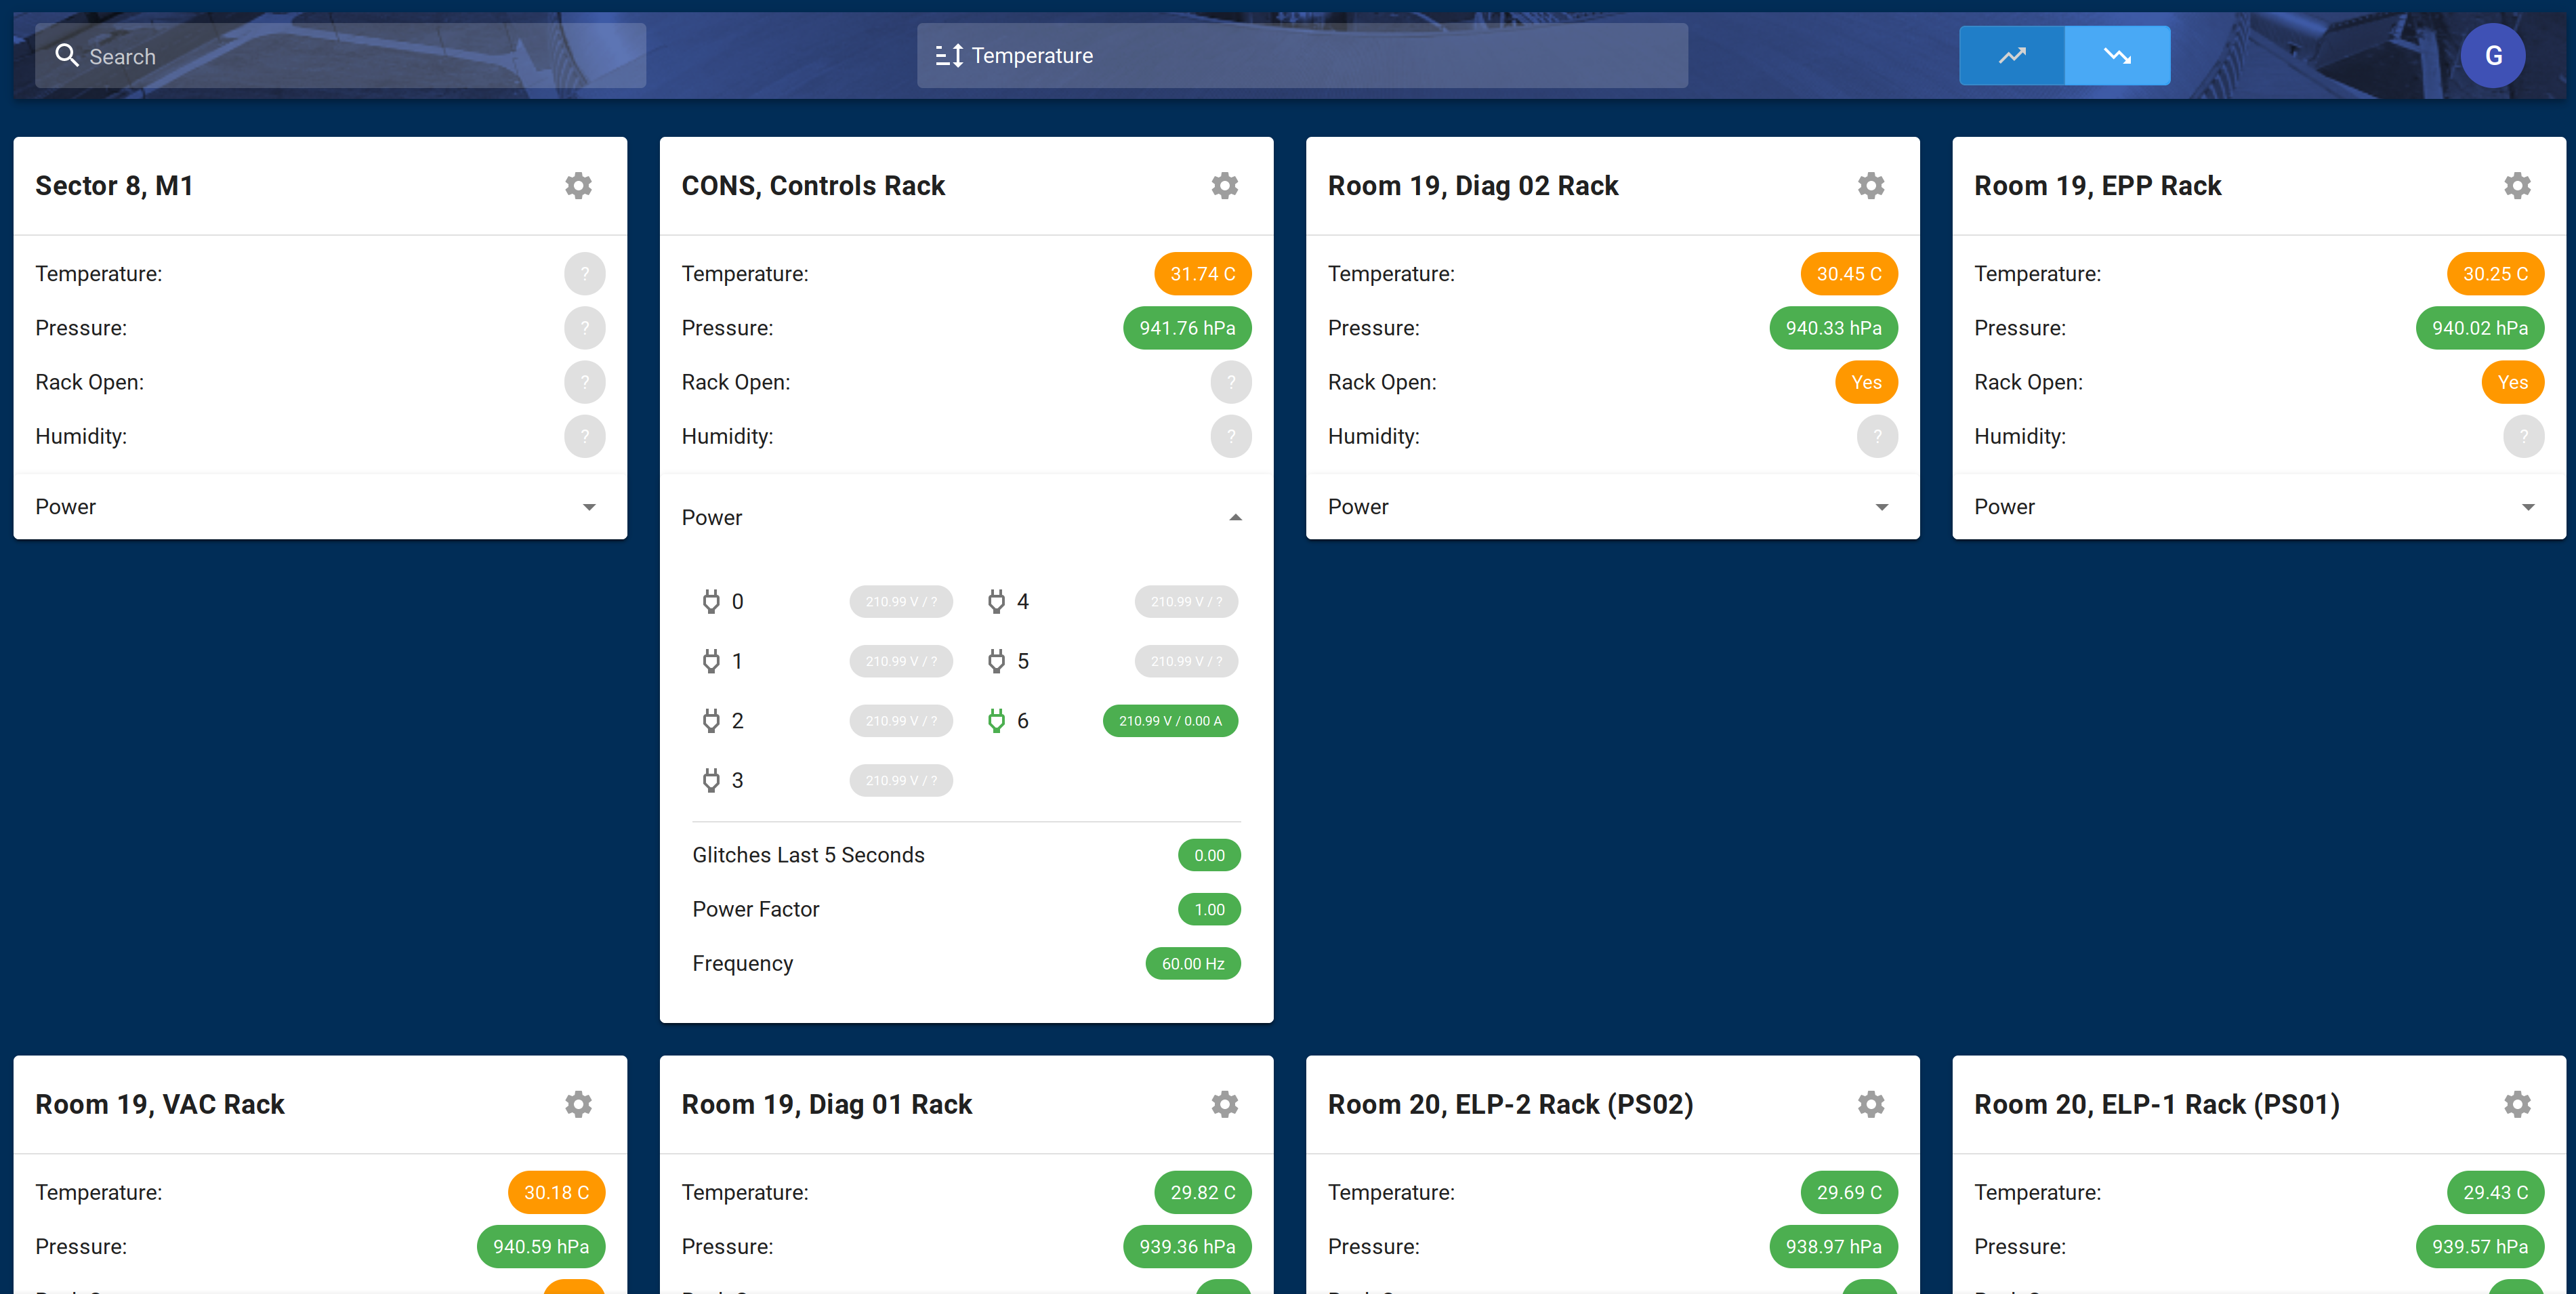 Search
Temperature
G
Sector 8, M1
Temperature: ?
Pressure: ?
Rack Open: ?
Humidity: ?
Power
CONS, Controls Rack
Temperature: 31.74 C
Pressure: 941.76 hPa
Rack Open: ?
Humidity: ?
Power
0 210.99 V / ? 4 210.99 V / ?
1 210.99 V / ? 5 210.99 V / ?
2 210.99 V / ? 6 210.99 V / 0.00 A
3 210.99 V / ?
Glitches Last 5 Seconds 0.00
Power Factor 1.00
Frequency 60.00 Hz
Room 19, Diag 02 Rack
Temperature: 30.45 C
Pressure: 940.33 hPa
Rack Open: Yes
Humidity: ?
Power
Room 19, EPP Rack
Temperature: 30.25 C
Pressure: 940.02 hPa
Rack Open: Yes
Humidity: ?
Power
Room 19, VAC Rack
Temperature: 30.18 C
Pressure: 940.59 hPa
Room 19, Diag 01 Rack
Temperature: 29.82 C
Pressure: 939.36 hPa
Room 20, ELP-2 Rack (PS02)
Temperature: 29.69 C
Pressure: 938.97 hPa
Room 20, ELP-1 Rack (PS01)
Temperature: 29.43 C
Pressure: 939.57 hPa